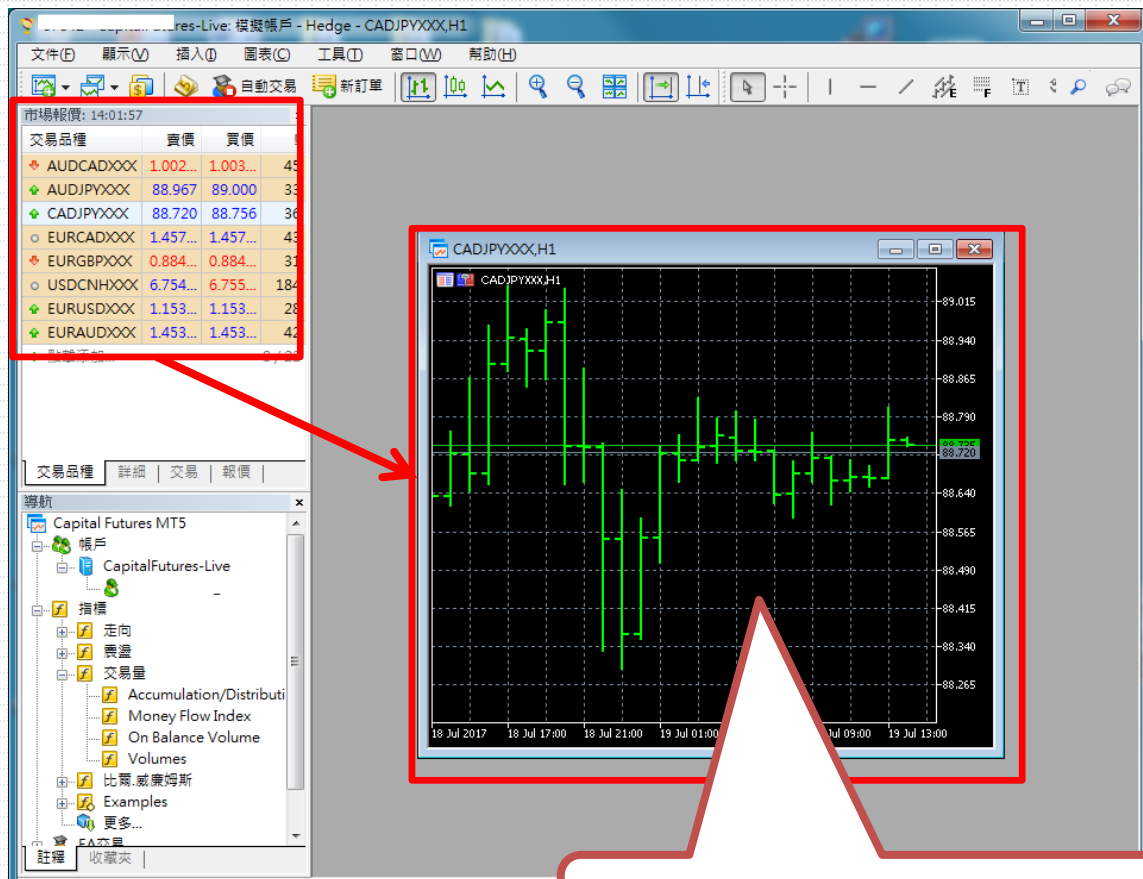 res-Live: 模擬帳戶 - Hedge - CADJPYXXX,H1
文件(F) 顯示(V) 插入(I) 圖表(C) 工具(T) 窗口(W) 幫助(H)
自動交易 新訂單 E F T
市場報價: 14:01:57
交易品種 賣價 買價
AUDCADXXX 1.002... 1.003... 45
AUDJPYXXX 88.967 89.000 33
CADJPYXXX 88.720 88.756 36
EURCADXXX 1.457... 1.457... 43
EURGBPXXX 0.884... 0.884... 31
USDCNHXXX 6.754... 6.755... 184
EURUSDXXX 1.153... 1.153... 28
EURAUDXXX 1.453... 1.453... 42
交易品種 詳細 交易 報價
導航
Capital Futures MT5
帳戶
CapitalFutures-Live
指標
走向
震盪
交易量
Accumulation/Distributi
Money Flow Index
On Balance Volume
Volumes
比爾.威廉姆斯
Examples
更多...
EA交易
註釋 收藏夾
CADJPYXXX,H1
CADJPYXXX,H1
89.015
88.940
88.865
88.790
88.735
88.720
88.640
88.565
88.490
88.415
88.340
88.265
18 Jul 2017 18 Jul 17:00 18 Jul 21:00 19 Jul 01:00 Jul 09:00 19 Jul 13:00